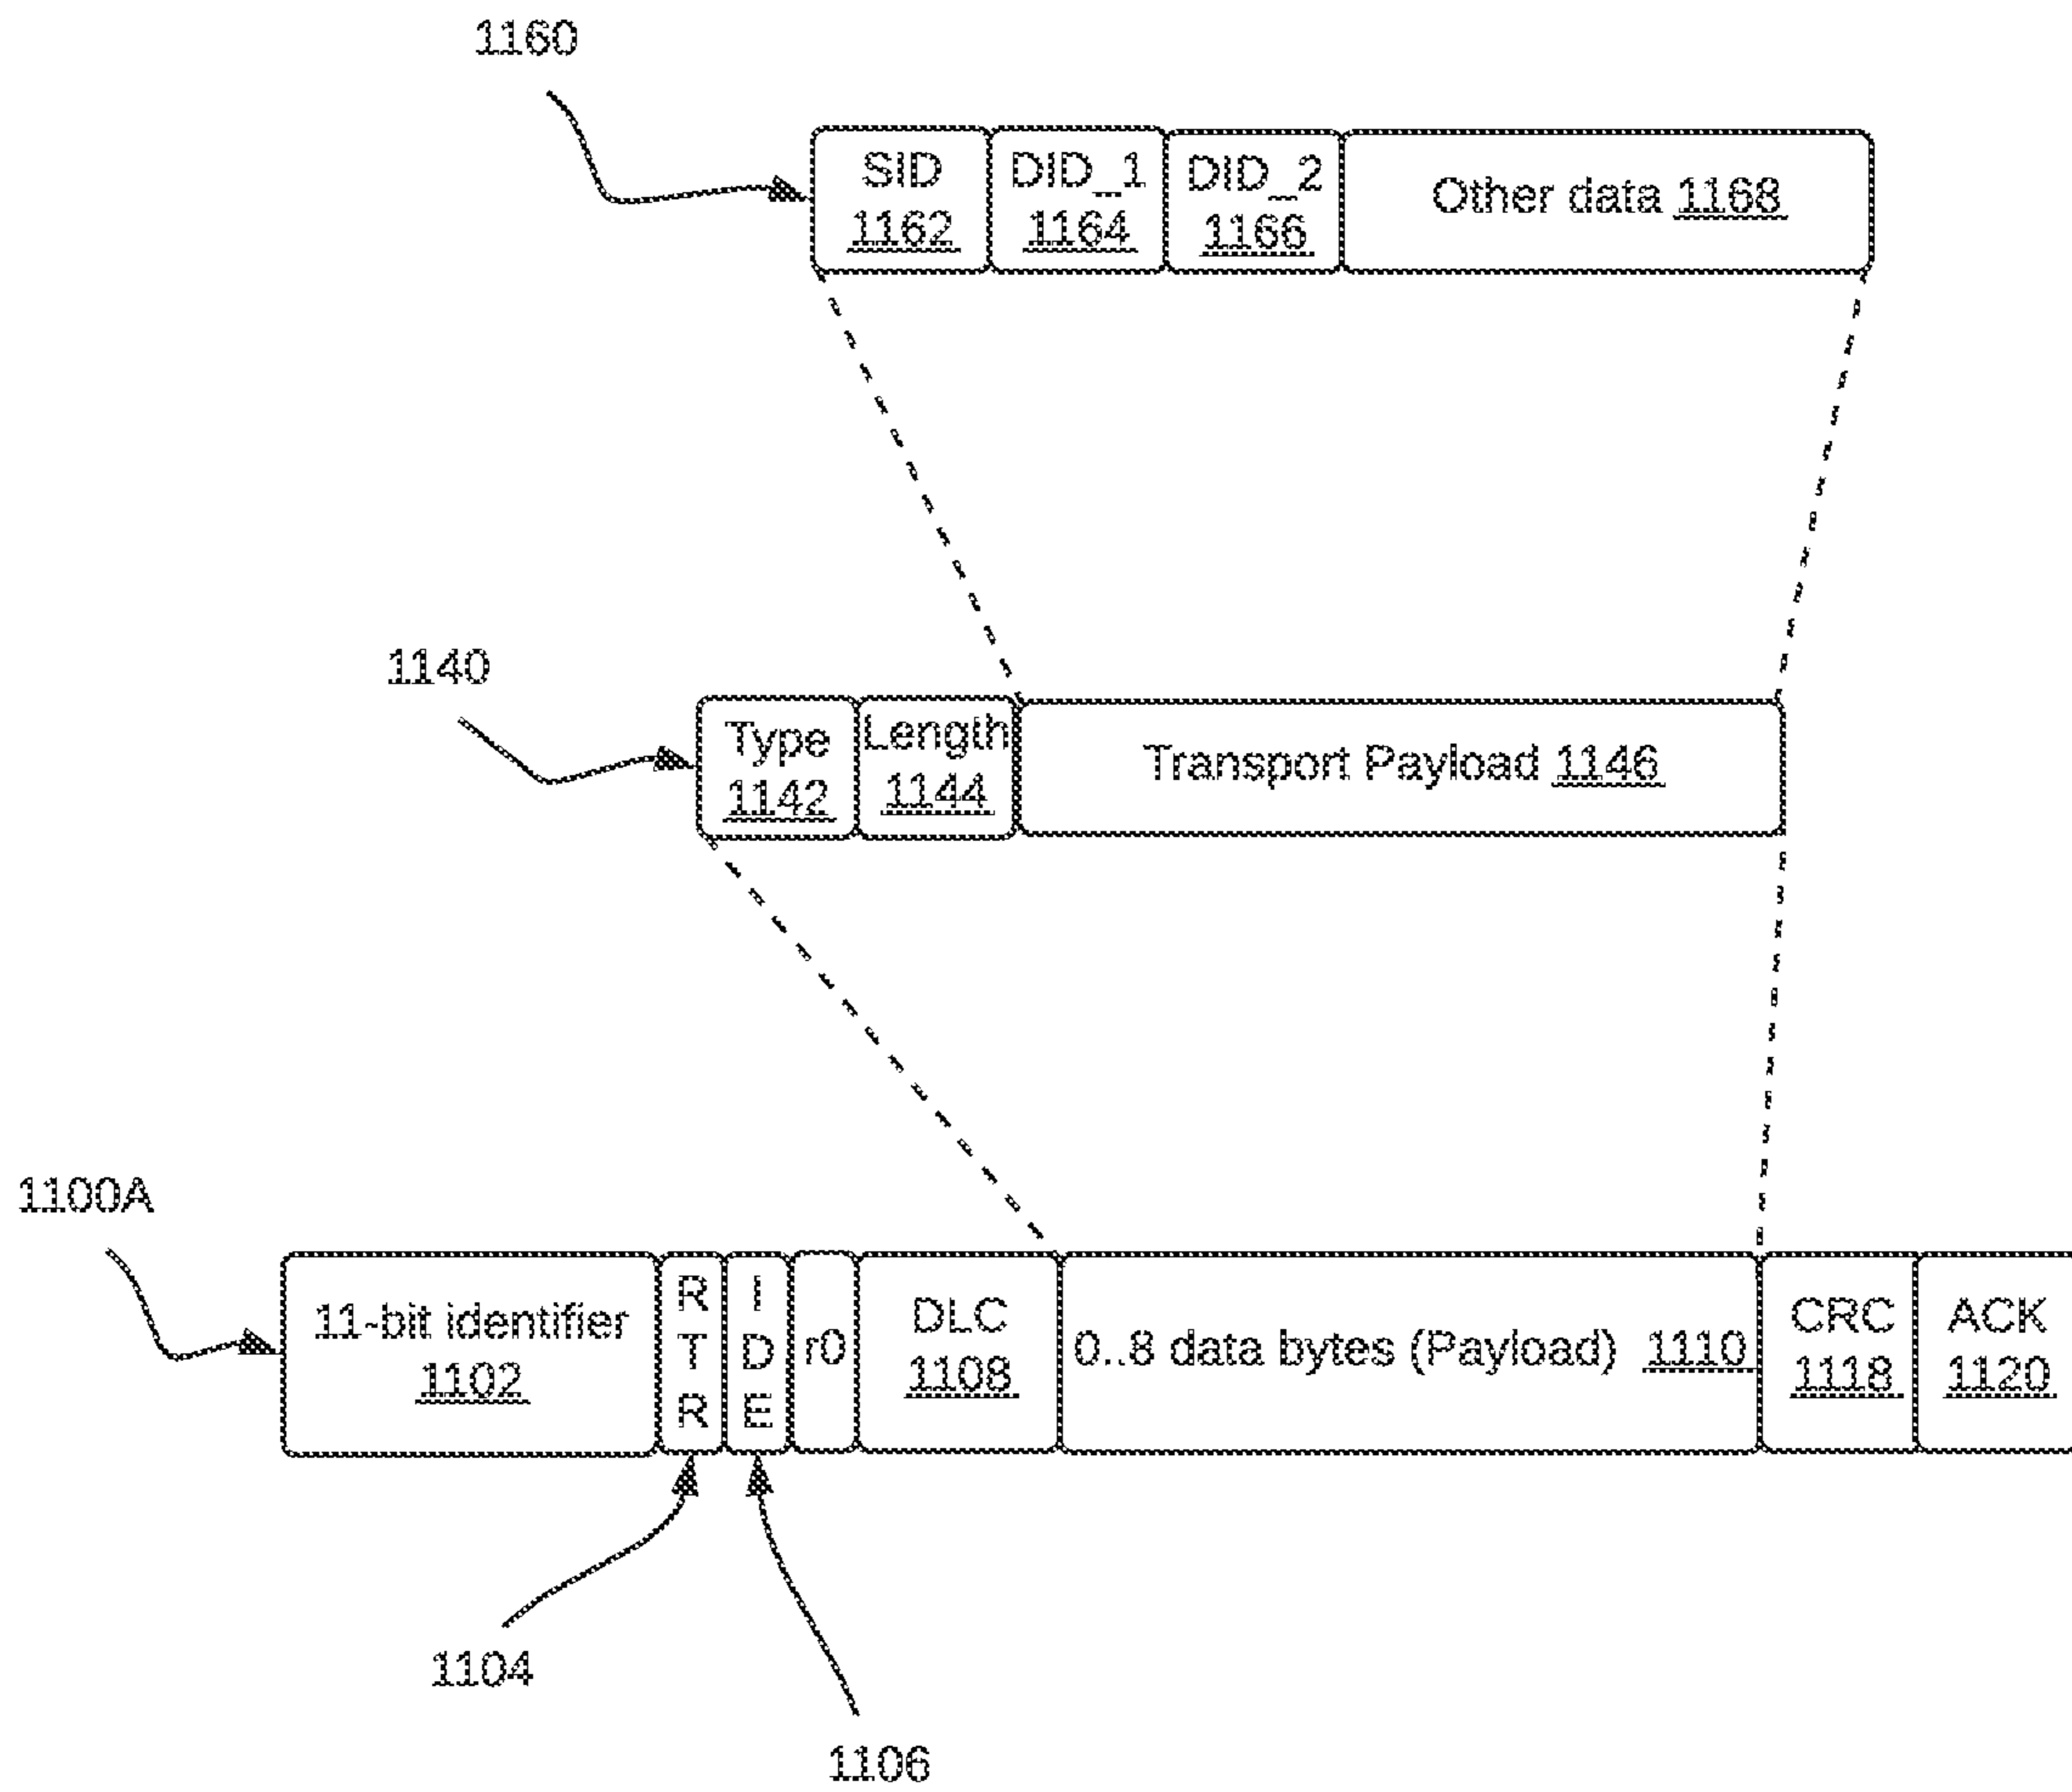 1160
SID
1162
DID_1
1164
DID_2
1166
Other data 1168
1140
Type
1142
Length
1144
Transport Payload 1146
1100A
11-bit identifier
1102
R
T
R
I
D
E
r0
DLC
1108
0..8 data bytes (Payload) 1110
CRC
1118
ACK
1120
1104
1106